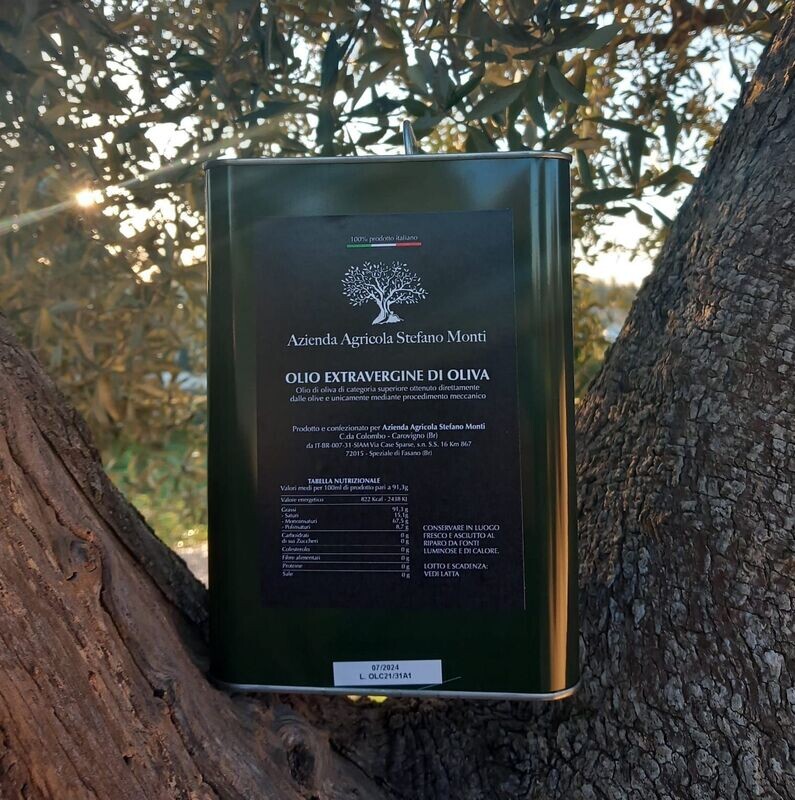 100% prodotto italiano
Azienda Agricola Stefano Monti
OLIO EXTRAVERGINE DI OLIVA
Olio di oliva di categoria superiore ottenuto direttamente
dalle olive e unicamente mediante procedimento meccanico
Prodotto e confezionato per Azienda Agricola Stefano Monti
C.da Colombo - Carovigno (Br)
da IT-BR-007-31-SIAM Via Case Sparse, s.n. S.S. 16 Km 867
72015 - Speziale di Fasano (Br)
TABELLA NUTRIZIONALE
Valori medi per 100ml di prodotto pari a 91,3g
Valore energetico 822 Kcal - 2438 KJ
Grassi 91,3 g
- Saturi 15,1g
- Monoinsaturi 67,5 g
- Polinsaturi 8,7 g
Carboidrati 0 g
di sui Zuccheri 0 g
Colesterolo 0 g
Fibre alimentari 0 g
Proteine 0 g
Sale 0 g
CONSERVARE IN LUOGO
FRESCO E ASCIUTTO AL
RIPARO DA FONTI
LUMINOSE E DI CALORE.
LOTTO E SCADENZA:
VEDI LATTA
07/2024
L. OLC21/31A1